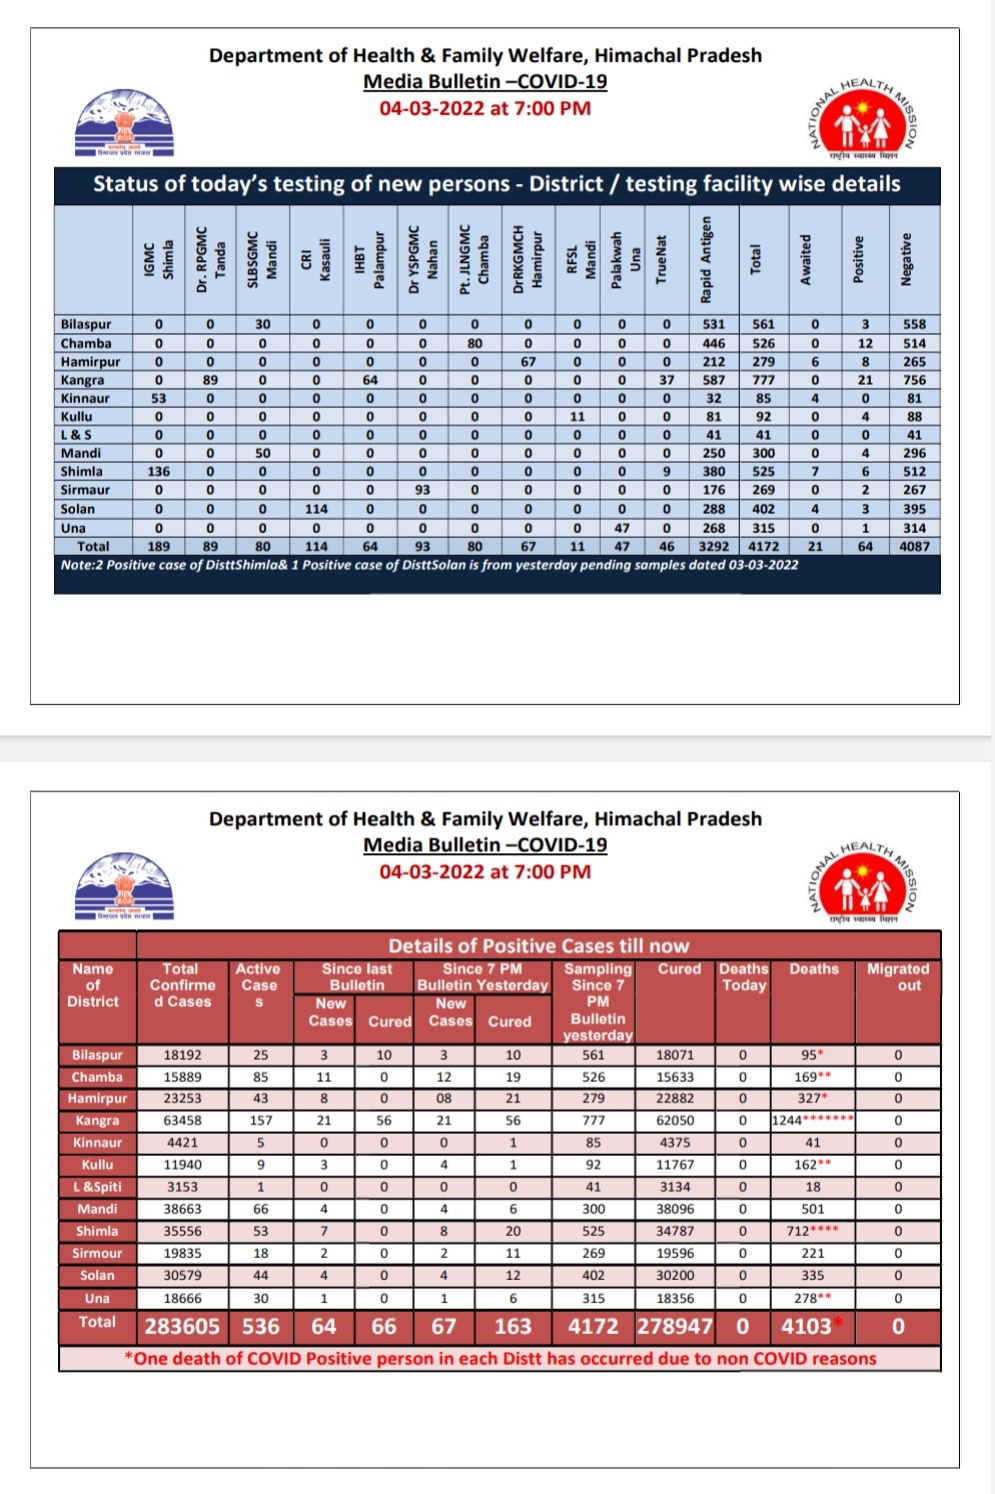 Department of Health & Family Welfare, Himachal Pradesh
Media Bulletin –COVID-19
04-03-2022 at 7:00 PM
NATIONAL HEALTH MISSION
राष्ट्रीय स्वास्थ्य मिशन
Status of today's testing of new persons - District / testing facility wise details
IGMC Shimla Dr. RPGMC Tanda SLBSGMC Mandi CRI Kasauli IHBT Palampur Dr YSPGMC Nahan Pt. JLNGMC Chamba DrRKGMCH Hamirpur RFSL Mandi Palakwah Una TrueNat Rapid Antigen Total Awaited Positive Negative
Bilaspur 0 0 30 0 0 0 0 0 0 0 0 531 561 0 3 558
Chamba 0 0 0 0 0 0 80 0 0 0 0 446 526 0 12 514
Hamirpur 0 0 0 0 0 0 0 67 0 0 0 212 279 6 8 265
Kangra 0 89 0 0 64 0 0 0 0 0 37 587 777 0 21 756
Kinnaur 53 0 0 0 0 0 0 0 0 0 0 32 85 4 0 81
Kullu 0 0 0 0 0 0 0 0 11 0 0 81 92 0 4 88
L & S 0 0 0 0 0 0 0 0 0 0 0 41 41 0 0 41
Mandi 0 0 50 0 0 0 0 0 0 0 0 250 300 0 4 296
Shimla 136 0 0 0 0 0 0 0 0 0 9 380 525 7 6 512
Sirmaur 0 0 0 0 0 93 0 0 0 0 0 176 269 0 2 267
Solan 0 0 0 114 0 0 0 0 0 0 0 288 402 4 3 395
Una 0 0 0 0 0 0 0 0 0 47 0 268 315 0 1 314
Total 189 89 80 114 64 93 80 67 11 47 46 3292 4172 21 64 4087
Note:2 Positive case of DisttShimla& 1 Positive case of DisttSolan is from yesterday pending samples dated 03-03-2022
Department of Health & Family Welfare, Himachal Pradesh
Media Bulletin –COVID-19
04-03-2022 at 7:00 PM
NATIONAL HEALTH MISSION
राष्ट्रीय स्वास्थ्य मिशन
Details of Positive Cases till now
Name of District Total Confirme d Cases Active Case s Since last Bulletin Since 7 PM Bulletin Yesterday Sampling Since 7 PM Bulletin yesterday Cured Deaths Today Deaths Migrated out
New Cases Cured New Cases Cured
Bilaspur 18192 25 3 10 3 10 561 18071 0 95* 0
Chamba 15889 85 11 0 12 19 526 15633 0 169** 0
Hamirpur 23253 43 8 0 08 21 279 22882 0 327* 0
Kangra 63458 157 21 56 21 56 777 62050 0 1244******* 0
Kinnaur 4421 5 0 0 0 1 85 4375 0 41 0
Kullu 11940 9 3 0 4 1 92 11767 0 162** 0
L &Spiti 3153 1 0 0 0 0 41 3134 0 18 0
Mandi 38663 66 4 0 4 6 300 38096 0 501 0
Shimla 35556 53 7 0 8 20 525 34787 0 712**** 0
Sirmour 19835 18 2 0 2 11 269 19596 0 221 0
Solan 30579 44 4 0 4 12 402 30200 0 335 0
Una 18666 30 1 0 1 6 315 18356 0 278** 0
Total 283605 536 64 66 67 163 4172 278947 0 4103* 0
*One death of COVID Positive person in each Distt has occurred due to non COVID reasons